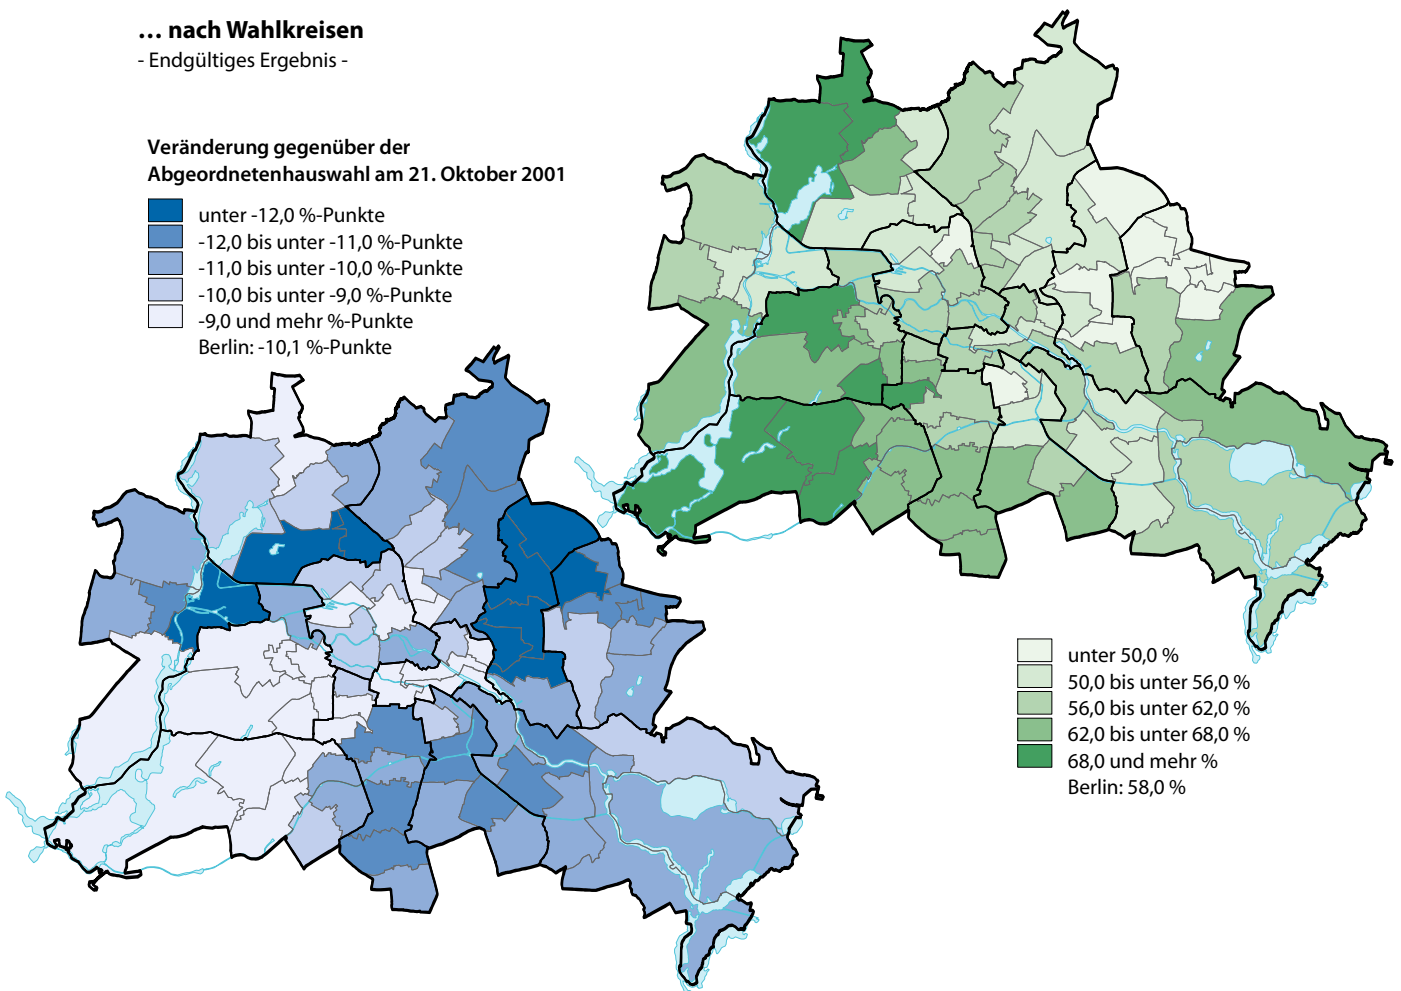 ... nach Wahlkreisen
- Endgültiges Ergebnis -
Veränderung gegenüber der
Abgeordnetenhauswahl am 21. Oktober 2001
unter -12,0 %-Punkte
-12,0 bis unter -11,0 %-Punkte
-11,0 bis unter -10,0 %-Punkte
-10,0 bis unter -9,0 %-Punkte
-9,0 und mehr %-Punkte
Berlin: -10,1 %-Punkte
unter 50,0 %
50,0 bis unter 56,0 %
56,0 bis unter 62,0 %
62,0 bis unter 68,0 %
68,0 und mehr %
Berlin: 58,0 %